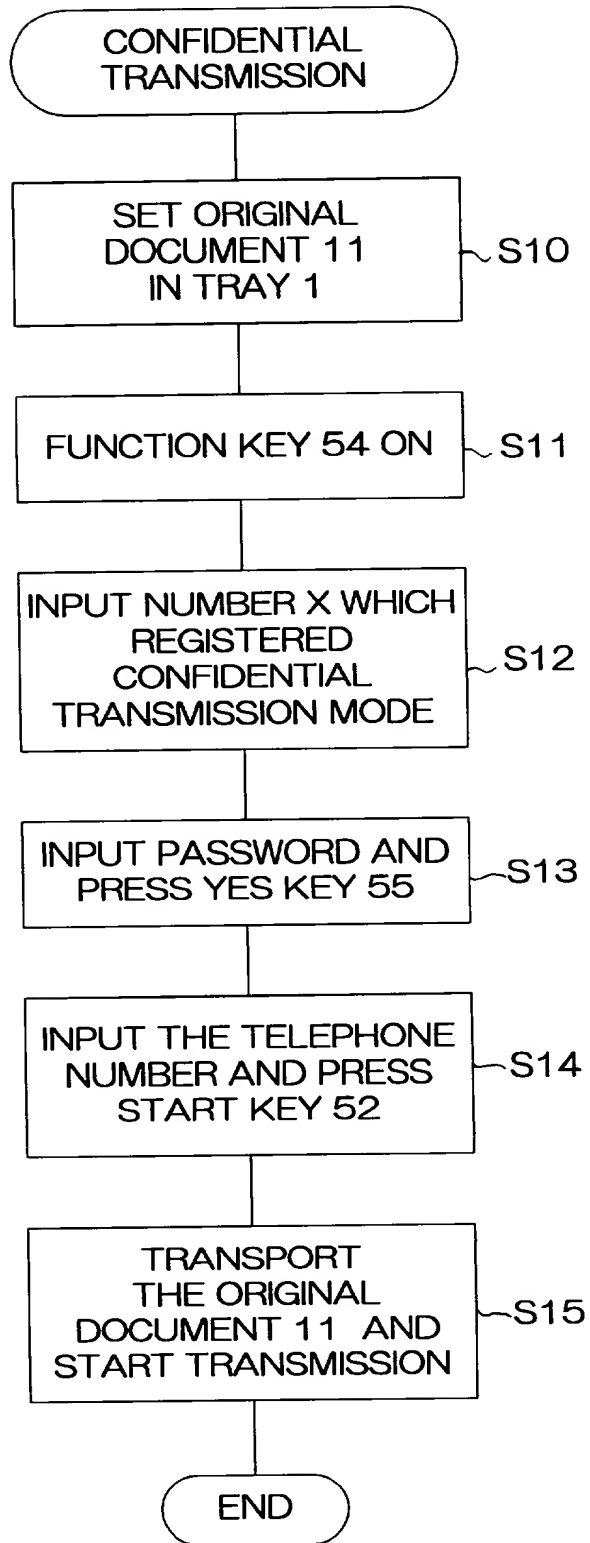 CONFIDENTIAL
TRANSMISSION
SET ORIGINAL
DOCUMENT 11
IN TRAY 1
S10
FUNCTION KEY 54 ON
S11
INPUT NUMBER X WHICH
REGISTERED
CONFIDENTIAL
TRANSMISSION MODE
S12
INPUT PASSWORD AND
PRESS YES KEY 55
S13
INPUT THE TELEPHONE
NUMBER AND PRESS
START KEY 52
S14
TRANSPORT
THE ORIGINAL
DOCUMENT 11 AND
START TRANSMISSION
S15
END